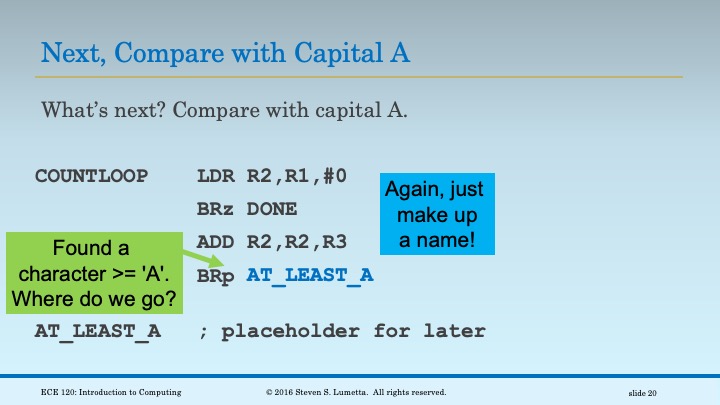 Next, Compare with Capital A
What's next? Compare with capital A.
COUNTLOOP LDR R2,R1,#0
BRz DONE
ADD R2,R2,R3
BRp AT_LEAST_A
Again, just
make up
a name!
Found a
character >= 'A'.
Where do we go?
AT_LEAST_A ; placeholder for later
ECE 120: Introduction to Computing © 2016 Steven S. Lumetta. All rights reserved. slide 20